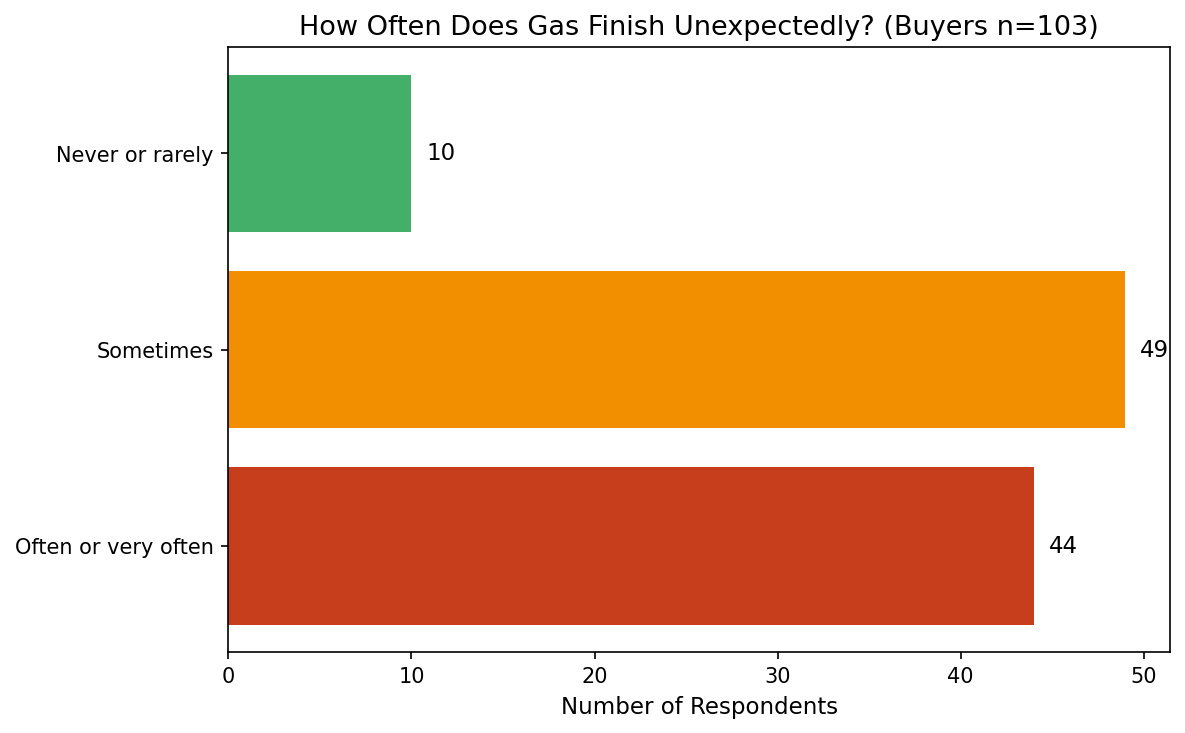 How Often Does Gas Finish Unexpectedly? (Buyers n=103)
Never or rarely
10
Sometimes
49
Often or very often
44
0 10 20 30 40 50
Number of Respondents